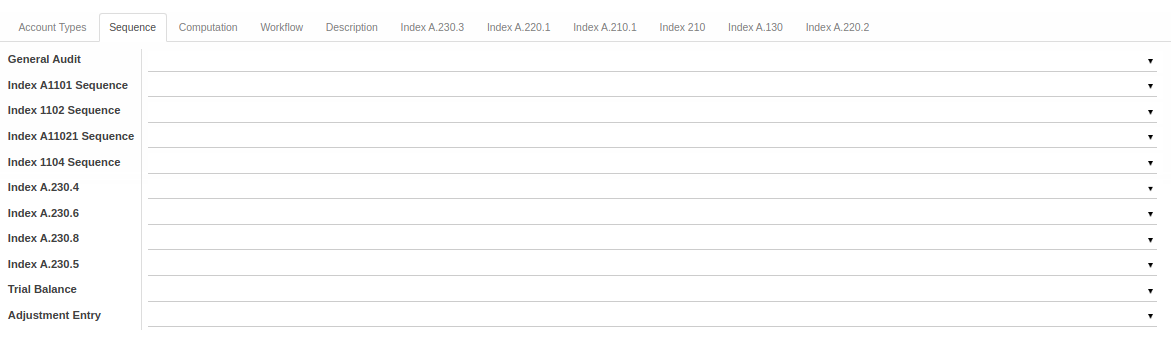 Account Types Sequence Computation Workflow Description Index A.230.3 Index A.220.1 Index A.210.1 Index 210 Index A.130 Index A.220.2
General Audit
Index A1101 Sequence
Index 1102 Sequence
Index A11021 Sequence
Index 1104 Sequence
Index A.230.4
Index A.230.6
Index A.230.8
Index A.230.5
Trial Balance
Adjustment Entry